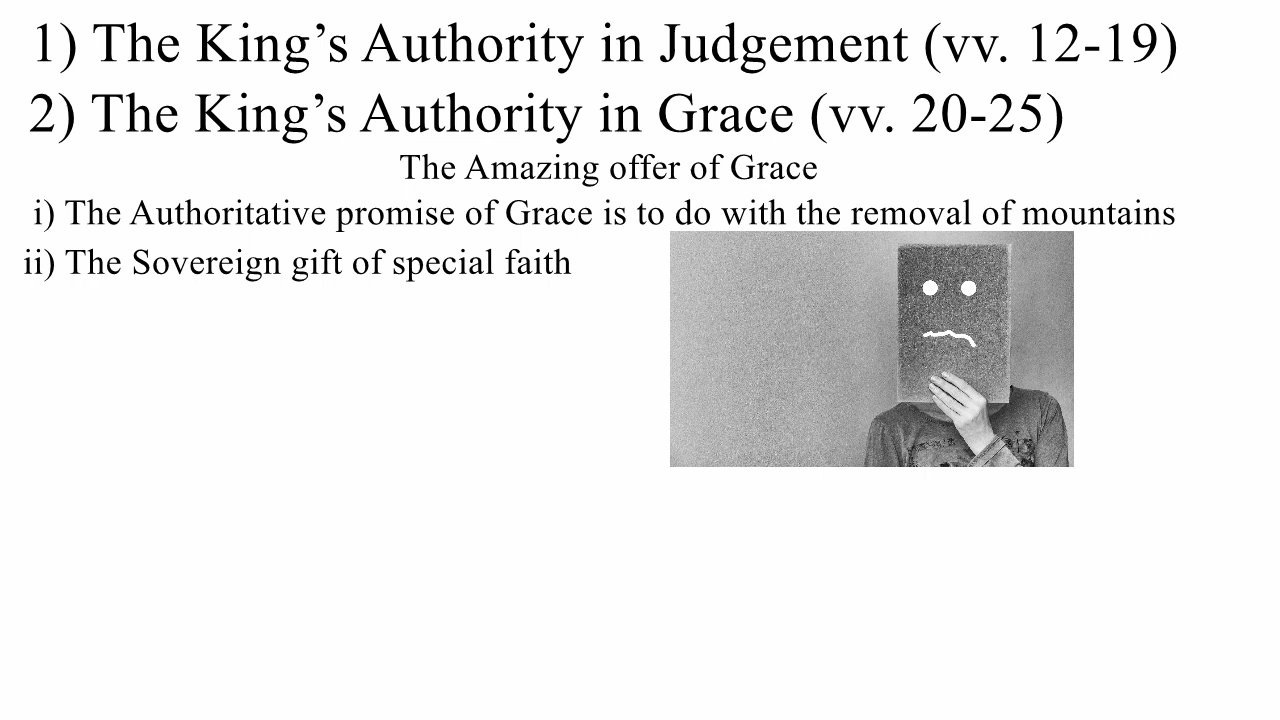 1) The King’s Authority in Judgement (vv. 12-19)
2) The King’s Authority in Grace (vv. 20-25)
The Amazing offer of Grace
i) The Authoritative promise of Grace is to do with the removal of mountains
ii) The Sovereign gift of special faith